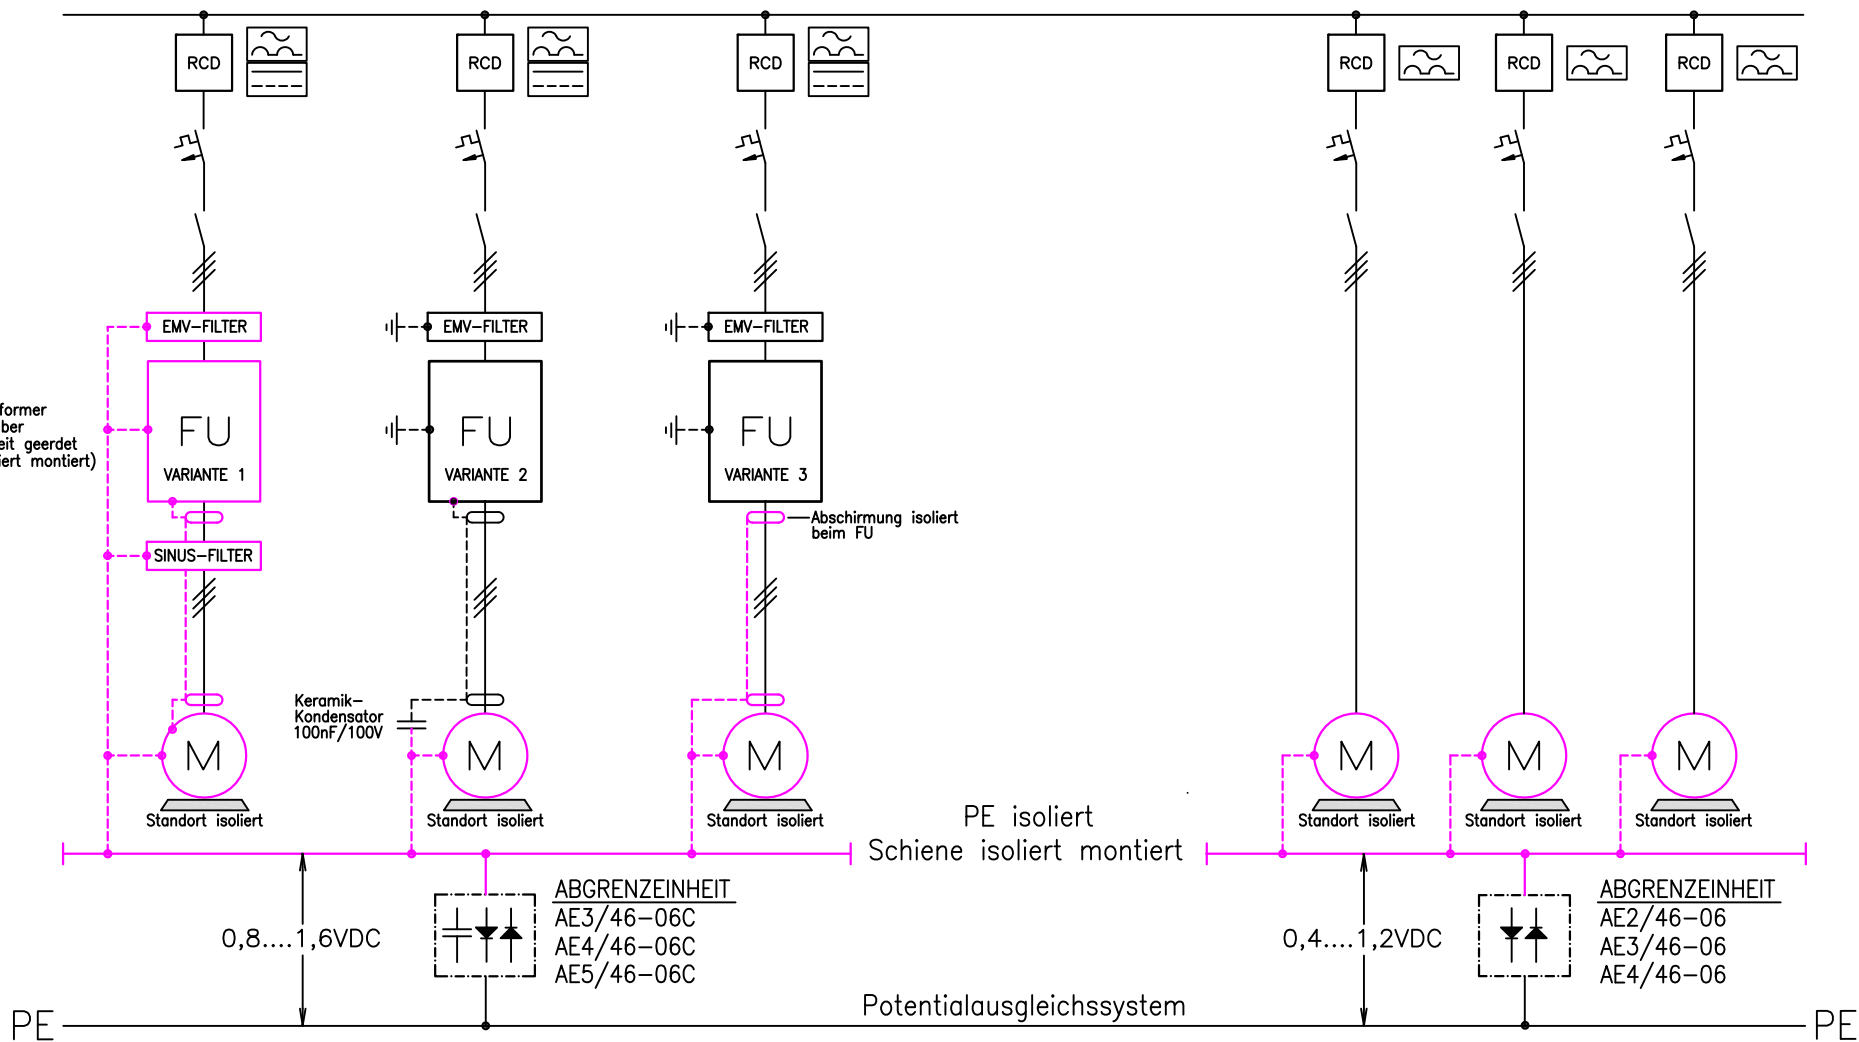 RCD
RCD
RCD
RCD
RCD
RCD
EMV-FILTER
EMV-FILTER
EMV-FILTER
former
ber
eit geerdet
iert montiert)
FU
VARIANTE 1
FU
VARIANTE 2
FU
VARIANTE 3
Abschirmung isoliert
beim FU
SINUS-FILTER
Keramik-
Kondensator
100nF/100V
M
M
M
M
M
M
Standort isoliert
Standort isoliert
Standort isoliert
Standort isoliert
Standort isoliert
Standort isoliert
PE isoliert
Schiene isoliert montiert
0,8....1,6VDC
ABGRENZEINHEIT
AE3/46-06C
AE4/46-06C
AE5/46-06C
0,4....1,2VDC
ABGRENZEINHEIT
AE2/46-06
AE3/46-06
AE4/46-06
Potentialausgleichssystem
PE
PE